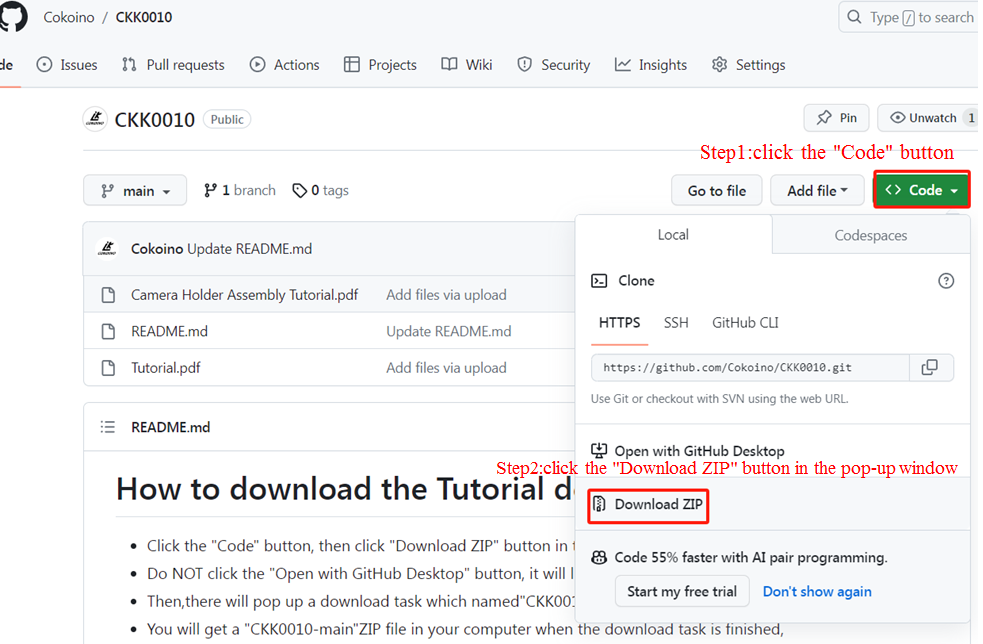 Cokoino / CKK0010
Type / to search
de Issues Pull requests Actions Projects Wiki Security Insights Settings
CKK0010 Public
Pin Unwatch 1
Step1:click the "Code" button
main 1 branch 0 tags Go to file Add file Code
Local Codespaces
Cokoino Update README.md
Clone
Camera Holder Assembly Tutorial.pdf Add files via upload
HTTPS SSH GitHub CLI
README.md Update README.md
Tutorial.pdf Add files via upload
https://github.com/Cokoino/CKK0010.git
Use Git or checkout with SVN using the web URL.
README.md
Open with GitHub Desktop
Step2:click the "Download ZIP" button in the pop-up window
How to download the Tutorial d
Download ZIP
Click the "Code" button, then click "Download ZIP" button in t
Code 55% faster with AI pair programming.
Do NOT click the "Open with GitHub Desktop" button, it will l
Start my free trial Don't show again
Then,there will pop up a download task which named"CKK001
You will get a "CKK0010-main"ZIP file in your computer when the download task is finished,